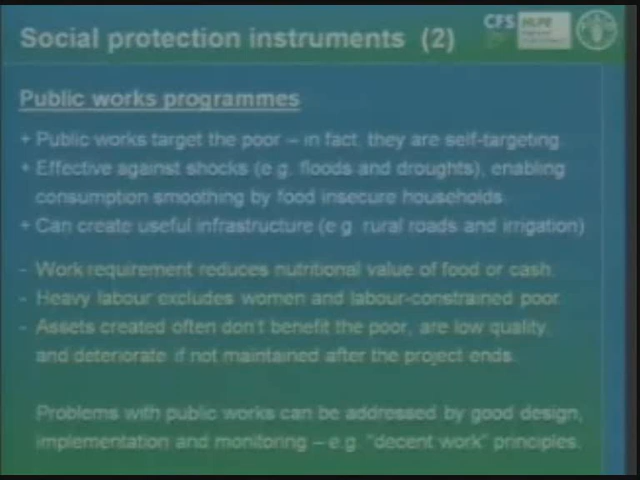 Social protection instruments (2)
CFS
HLPE
Public works programmes
+ Public works target the poor – in fact, they are self-targeting.
+ Effective against shocks (e.g. floods and droughts), enabling
consumption smoothing by food insecure households.
+ Can create useful infrastructure (e.g. rural roads and irrigation)
- Work requirement reduces nutritional value of food or cash.
- Heavy labour excludes women and labour-constrained poor.
- Assets created often don't benefit the poor, are low quality,
and deteriorate if not maintained after the project ends.
Problems with public works can be addressed by good design,
implementation and monitoring – e.g. "decent work" principles.